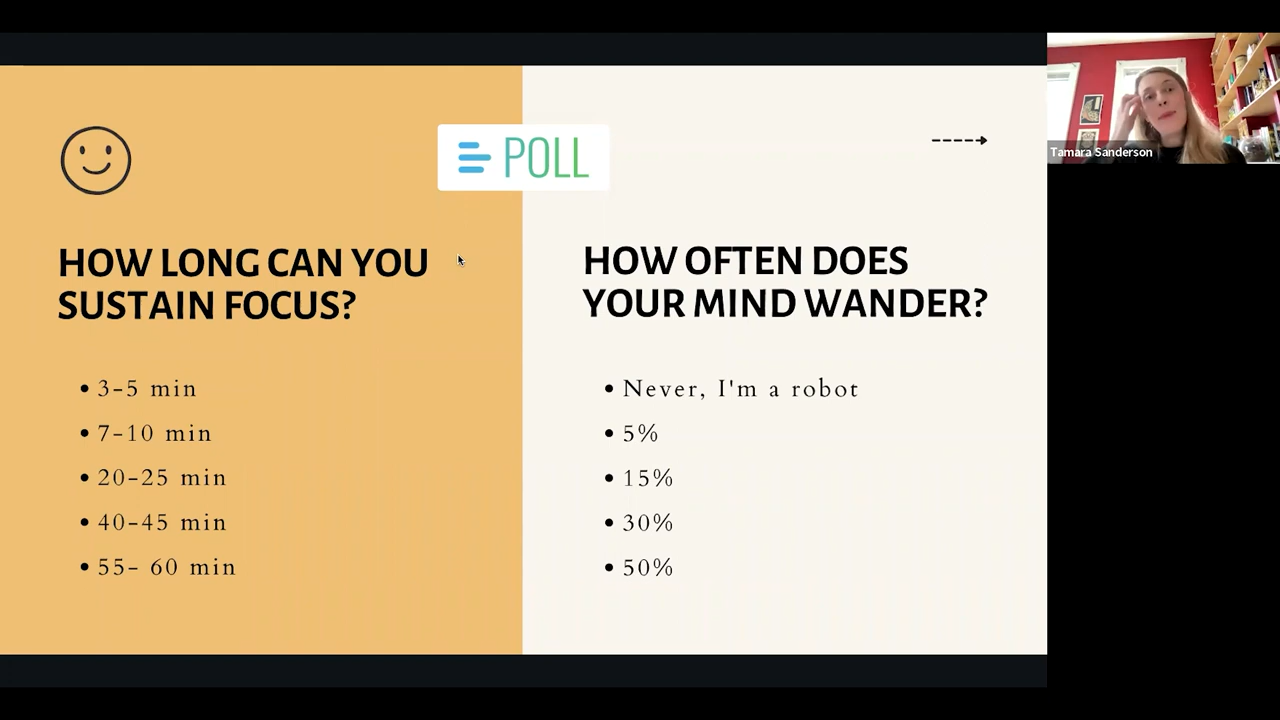 POLL
HOW LONG CAN YOU
SUSTAIN FOCUS?
• 3-5 min
• 7-10 min
• 20-25 min
• 40-45 min
• 55- 60 min
HOW OFTEN DOES
YOUR MIND WANDER?
• Never, I'm a robot
• 5%
• 15%
• 30%
• 50%
Tamara Sanderson